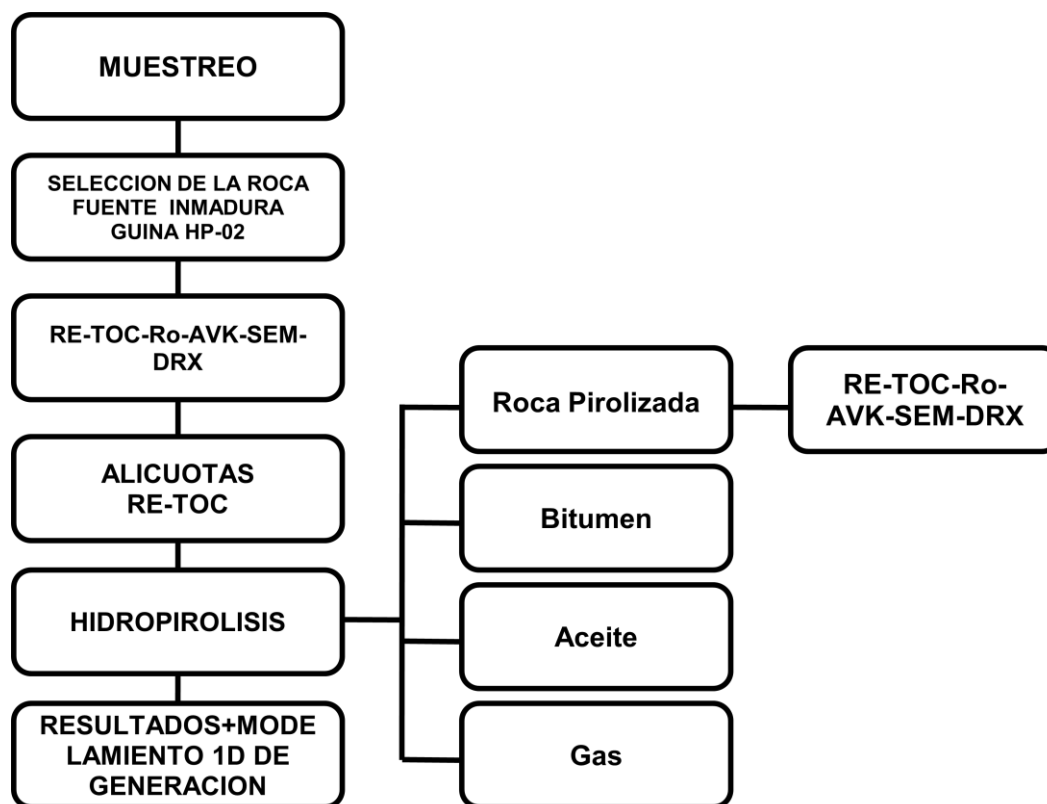 MUESTREO
SELECCION DE LA ROCA
FUENTE INMADURA
GUINA HP-02
RE-TOC-Ro-AVK-SEM-
DRX
ALICUOTAS
RE-TOC
HIDROPIROLISIS
RESULTADOS+MODE
LAMIENTO 1D DE
GENERACION
Roca Pirolizada
Bitumen
Aceite
Gas
RE-TOC-Ro-
AVK-SEM-DRX